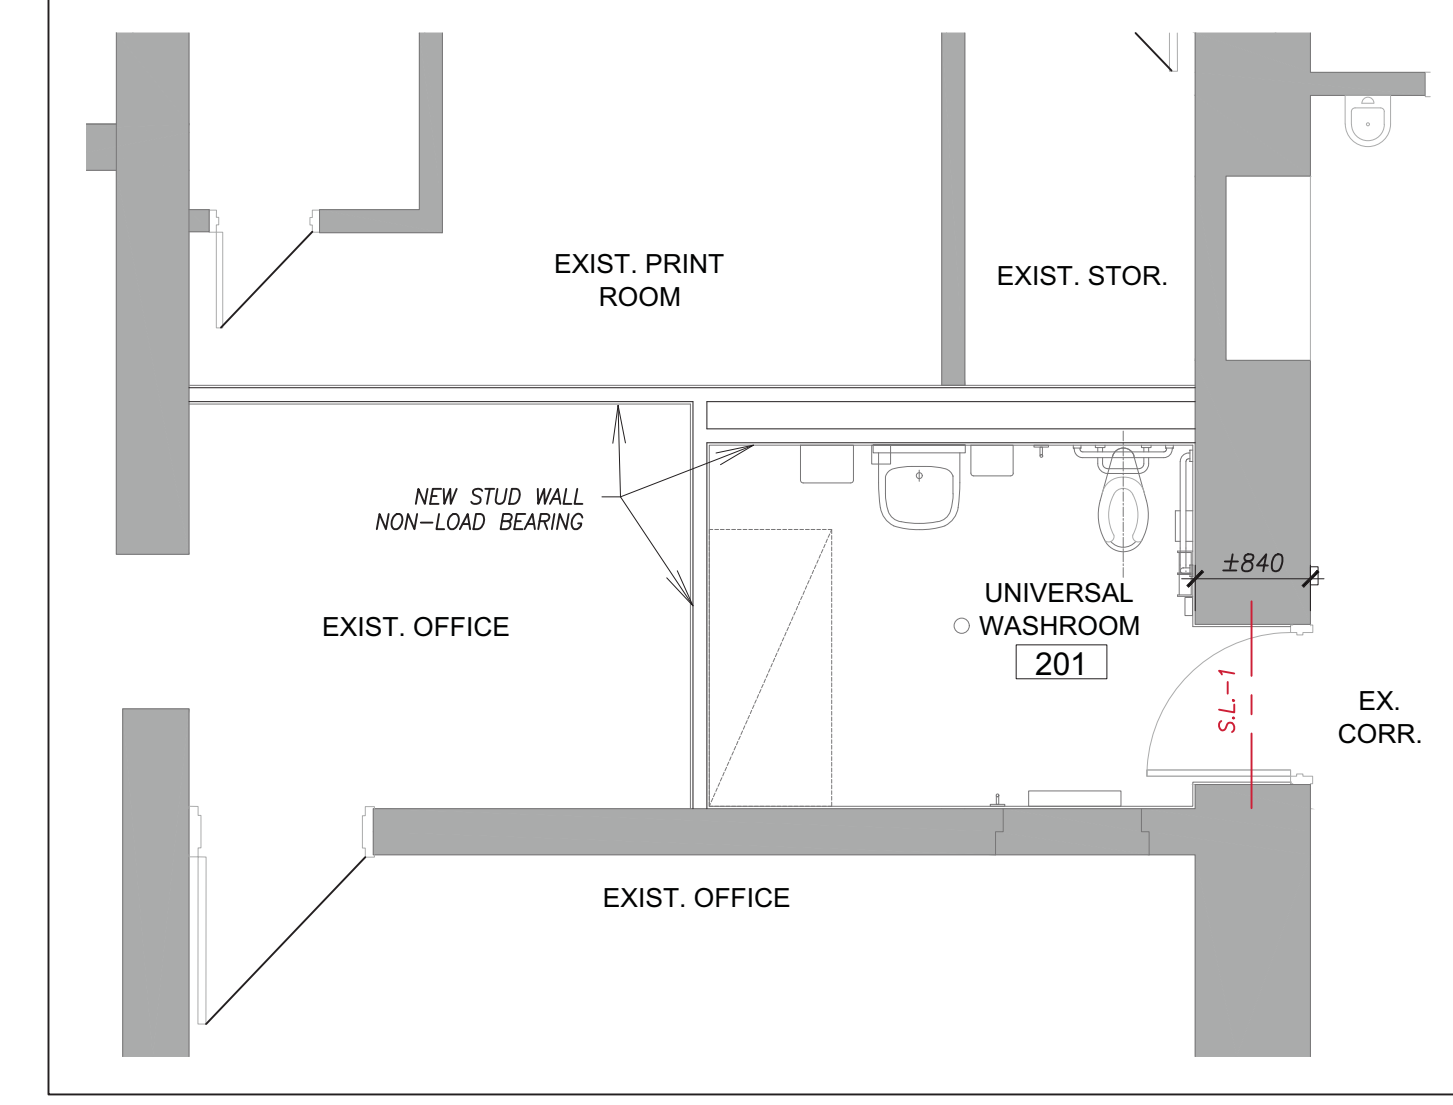 EXIST. PRINT
ROOM
EXIST. STOR.
NEW STUD WALL
NON-LOAD BEARING
±840
UNIVERSAL
WASHROOM
201
EXIST. OFFICE
S.L.-1
EX.
CORR.
EXIST. OFFICE